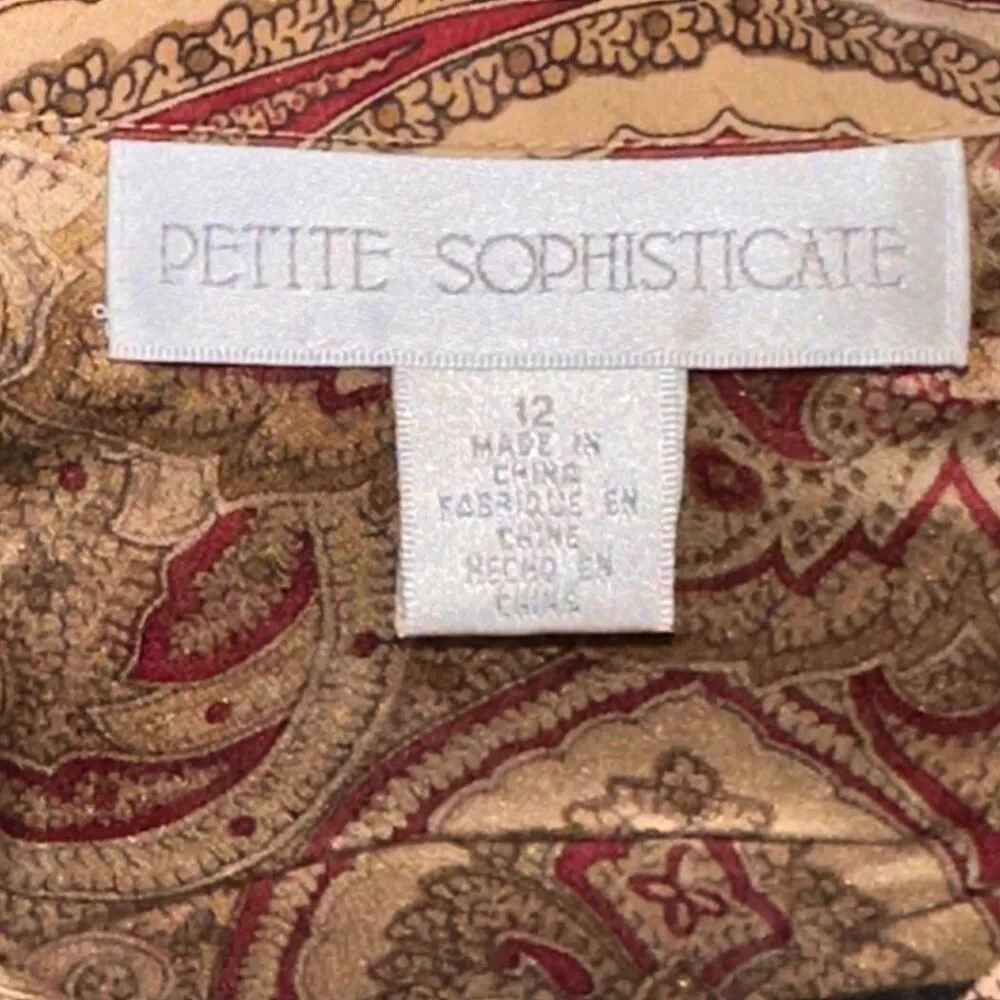 PETITE SOPHISTICATE
12
MADE IN
CHINA
FABRIQUE EN
CHINE
HECHO EN
CHINA